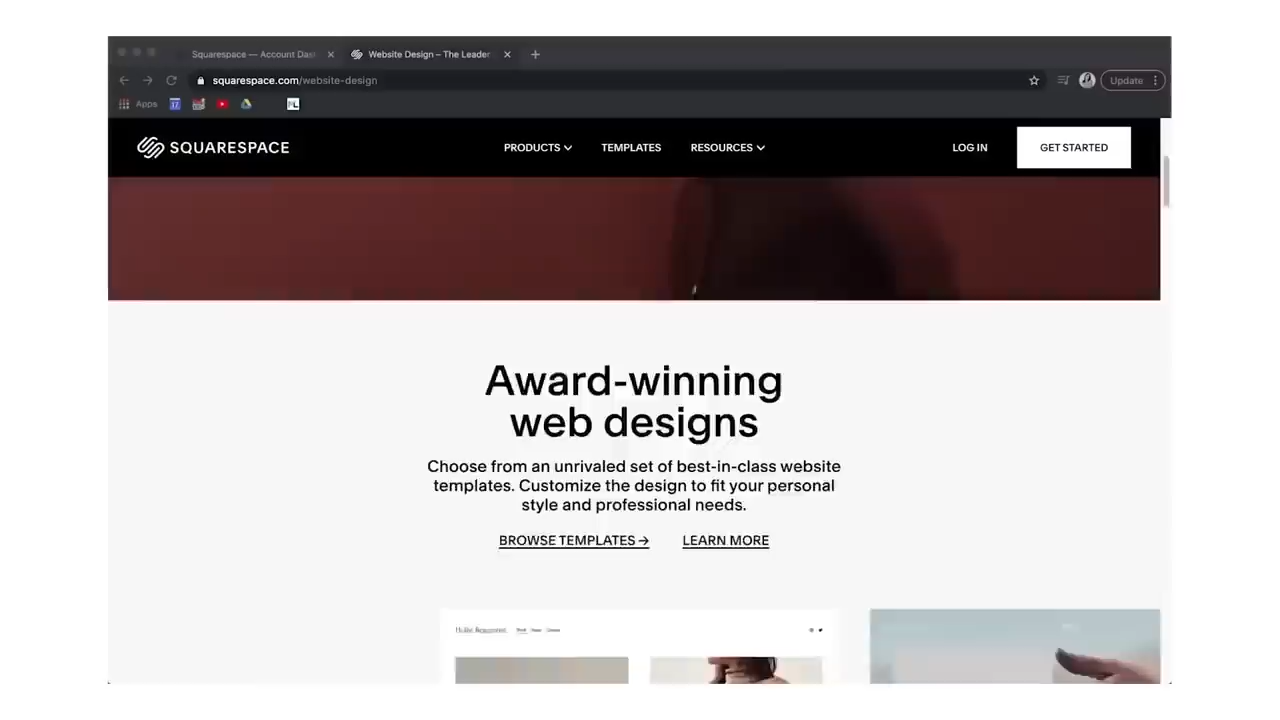 Squarespace — Account Das
Website Design – The Leader
squarespace.com/website-design
Update
Apps
17
L
SQUARESPACE
PRODUCTS
TEMPLATES
RESOURCES
LOG IN
GET STARTED
Award-winning
web designs
Choose from an unrivaled set of best-in-class website
templates. Customize the design to fit your personal
style and professional needs.
BROWSE TEMPLATES →
LEARN MORE